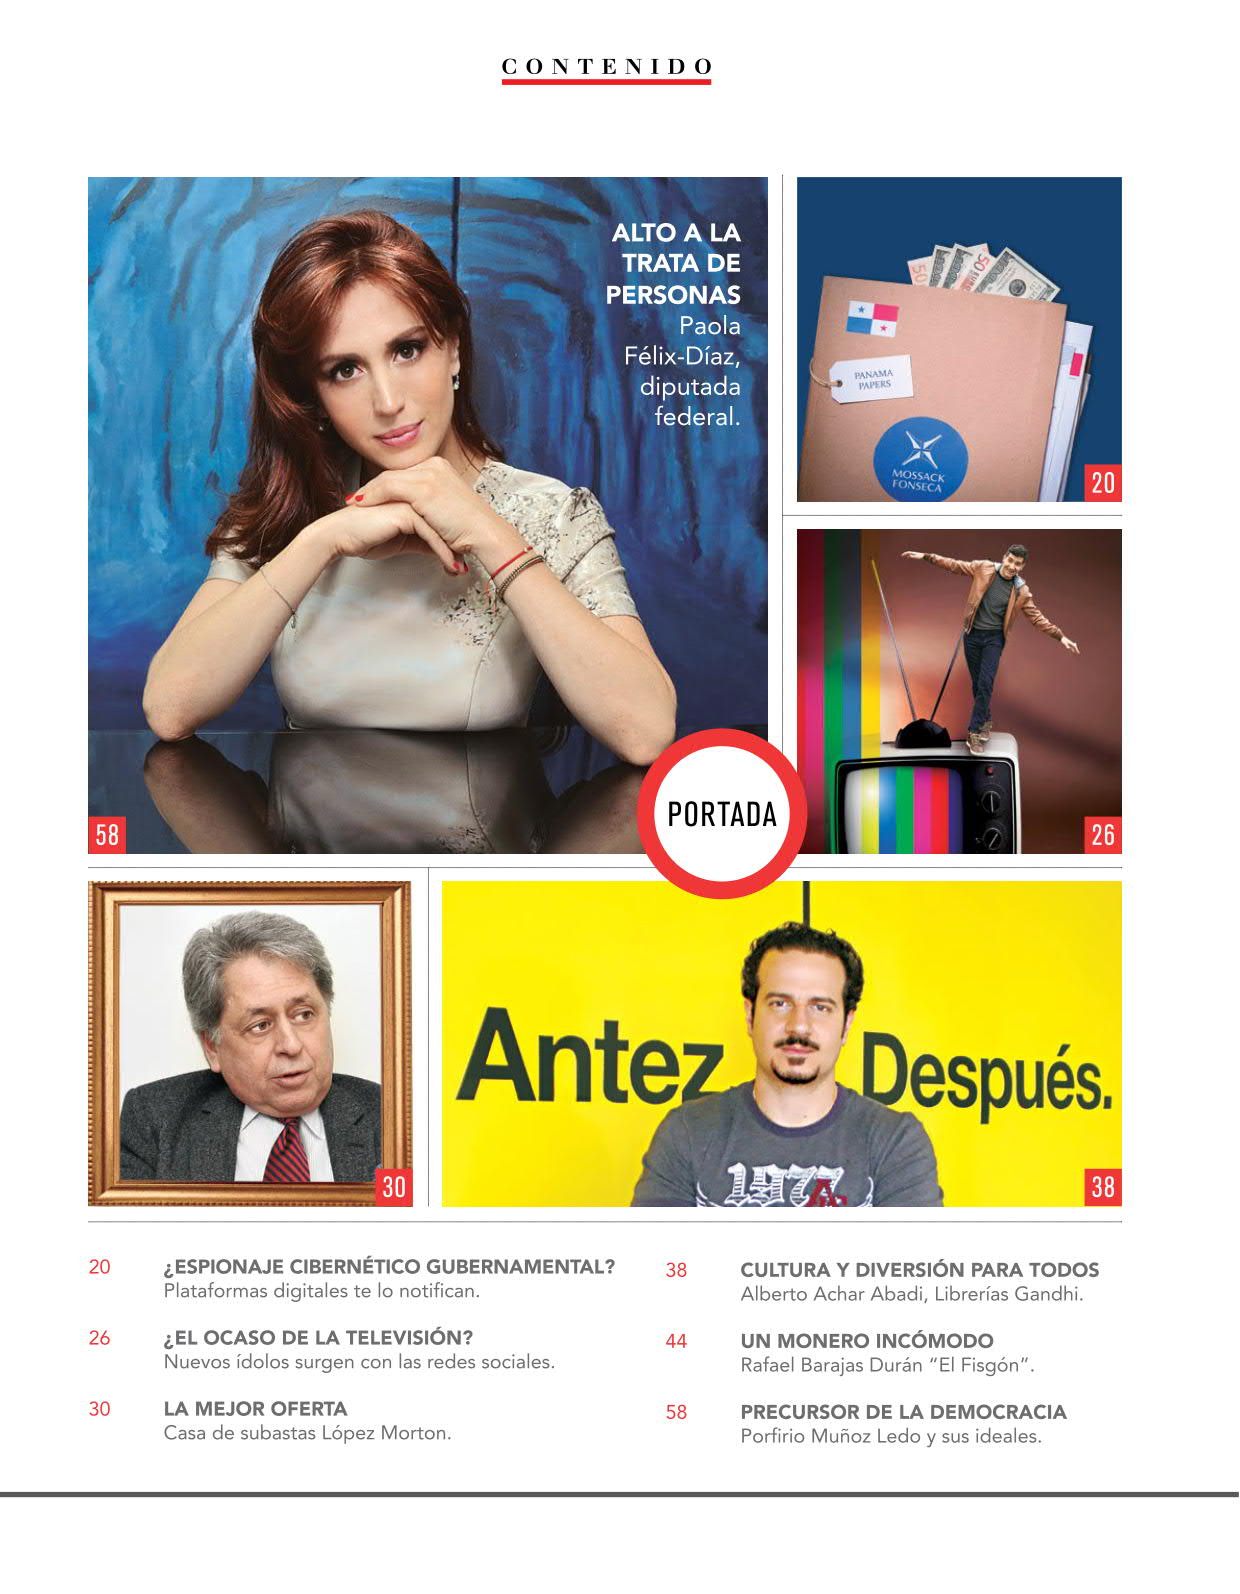 CONTENIDO
ALTO A LA
TRATA DE
PERSONAS
Paola
Félix-Díaz,
diputada
federal.
58
PANAMA
PAPERS
MOSSACK
FONSECA
50
50 EURO
20
26
PORTADA
30
Antez
Después.
1977
A
38
20
¿ESPIONAJE CIBERNÉTICO GUBERNAMENTAL?
Plataformas digitales te lo notifican.
26
¿EL OCASO DE LA TELEVISIÓN?
Nuevos ídolos surgen con las redes sociales.
30
LA MEJOR OFERTA
Casa de subastas López Morton.
38
CULTURA Y DIVERSIÓN PARA TODOS
Alberto Achar Abadi, Librerías Gandhi.
44
UN MONERO INCÓMODO
Rafael Barajas Durán “El Fisgón”.
58
PRECURSOR DE LA DEMOCRACIA
Porfirio Muñoz Ledo y sus ideales.